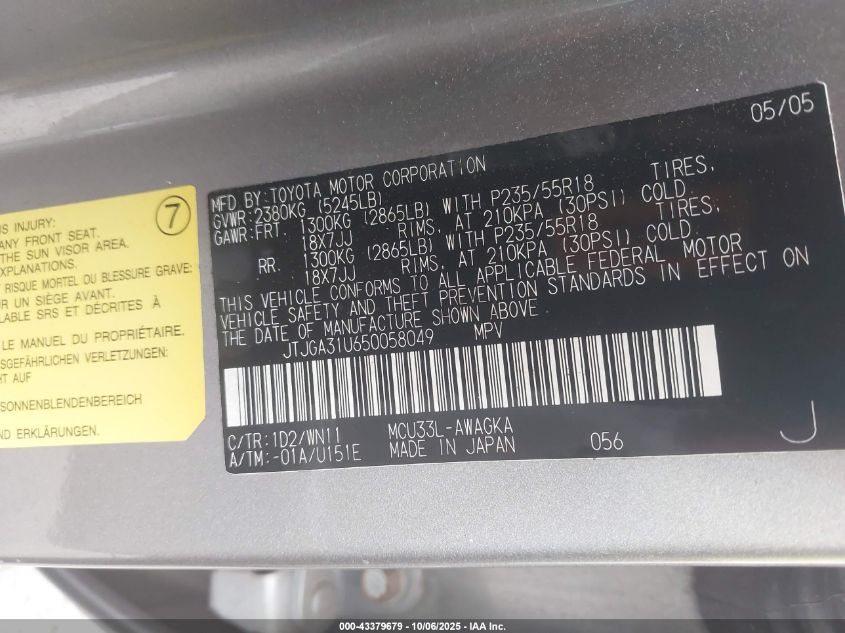 US INJURY:
ANY FRONT SEAT.
THE SUN VISOR AREA.
EXPLANATIONS.
RISQUE MORTEL OU BLESSURE GRAVE:
UR UN SIÈGE AVANT.
LABLE SRS ET DÉCRITES À
LE MANUEL DU PROPRIÉTAIRE.
SGEFÄHRLICHEN VERLETZUNGEN:
HT AUF
SONNENBLENDENBEREICH
D ERKLÄRUNGEN.
7
05/05
MFD BY:TOYOTA MOTOR CORPORATION
GVWR:2380KG (5245LB)
GAWR:FRT 1300KG (2865LB) WITH P235/55R18 TIRES,
18X7JJ RIMS, AT 210KPA (30PSI) COLD
RR. 1300KG (2865LB) WITH P235/55R18 TIRES,
18X7JJ RIMS, AT 210KPA (30PSI) COLD
THIS VEHICLE CONFORMS TO ALL APPLICABLE FEDERAL MOTOR
VEHICLE SAFETY AND THEFT PREVENTION STANDARDS IN EFFECT ON
THE DATE OF MANUFACTURE SHOWN ABOVE.
JTJGA31U650058049 MPV
C/TR:1D2/WN11 MCU33L-AWAGKA
A/TM:-01A/U151E MADE IN JAPAN 056 J
000-43379679 - 10/06/2025 - IAA Inc.